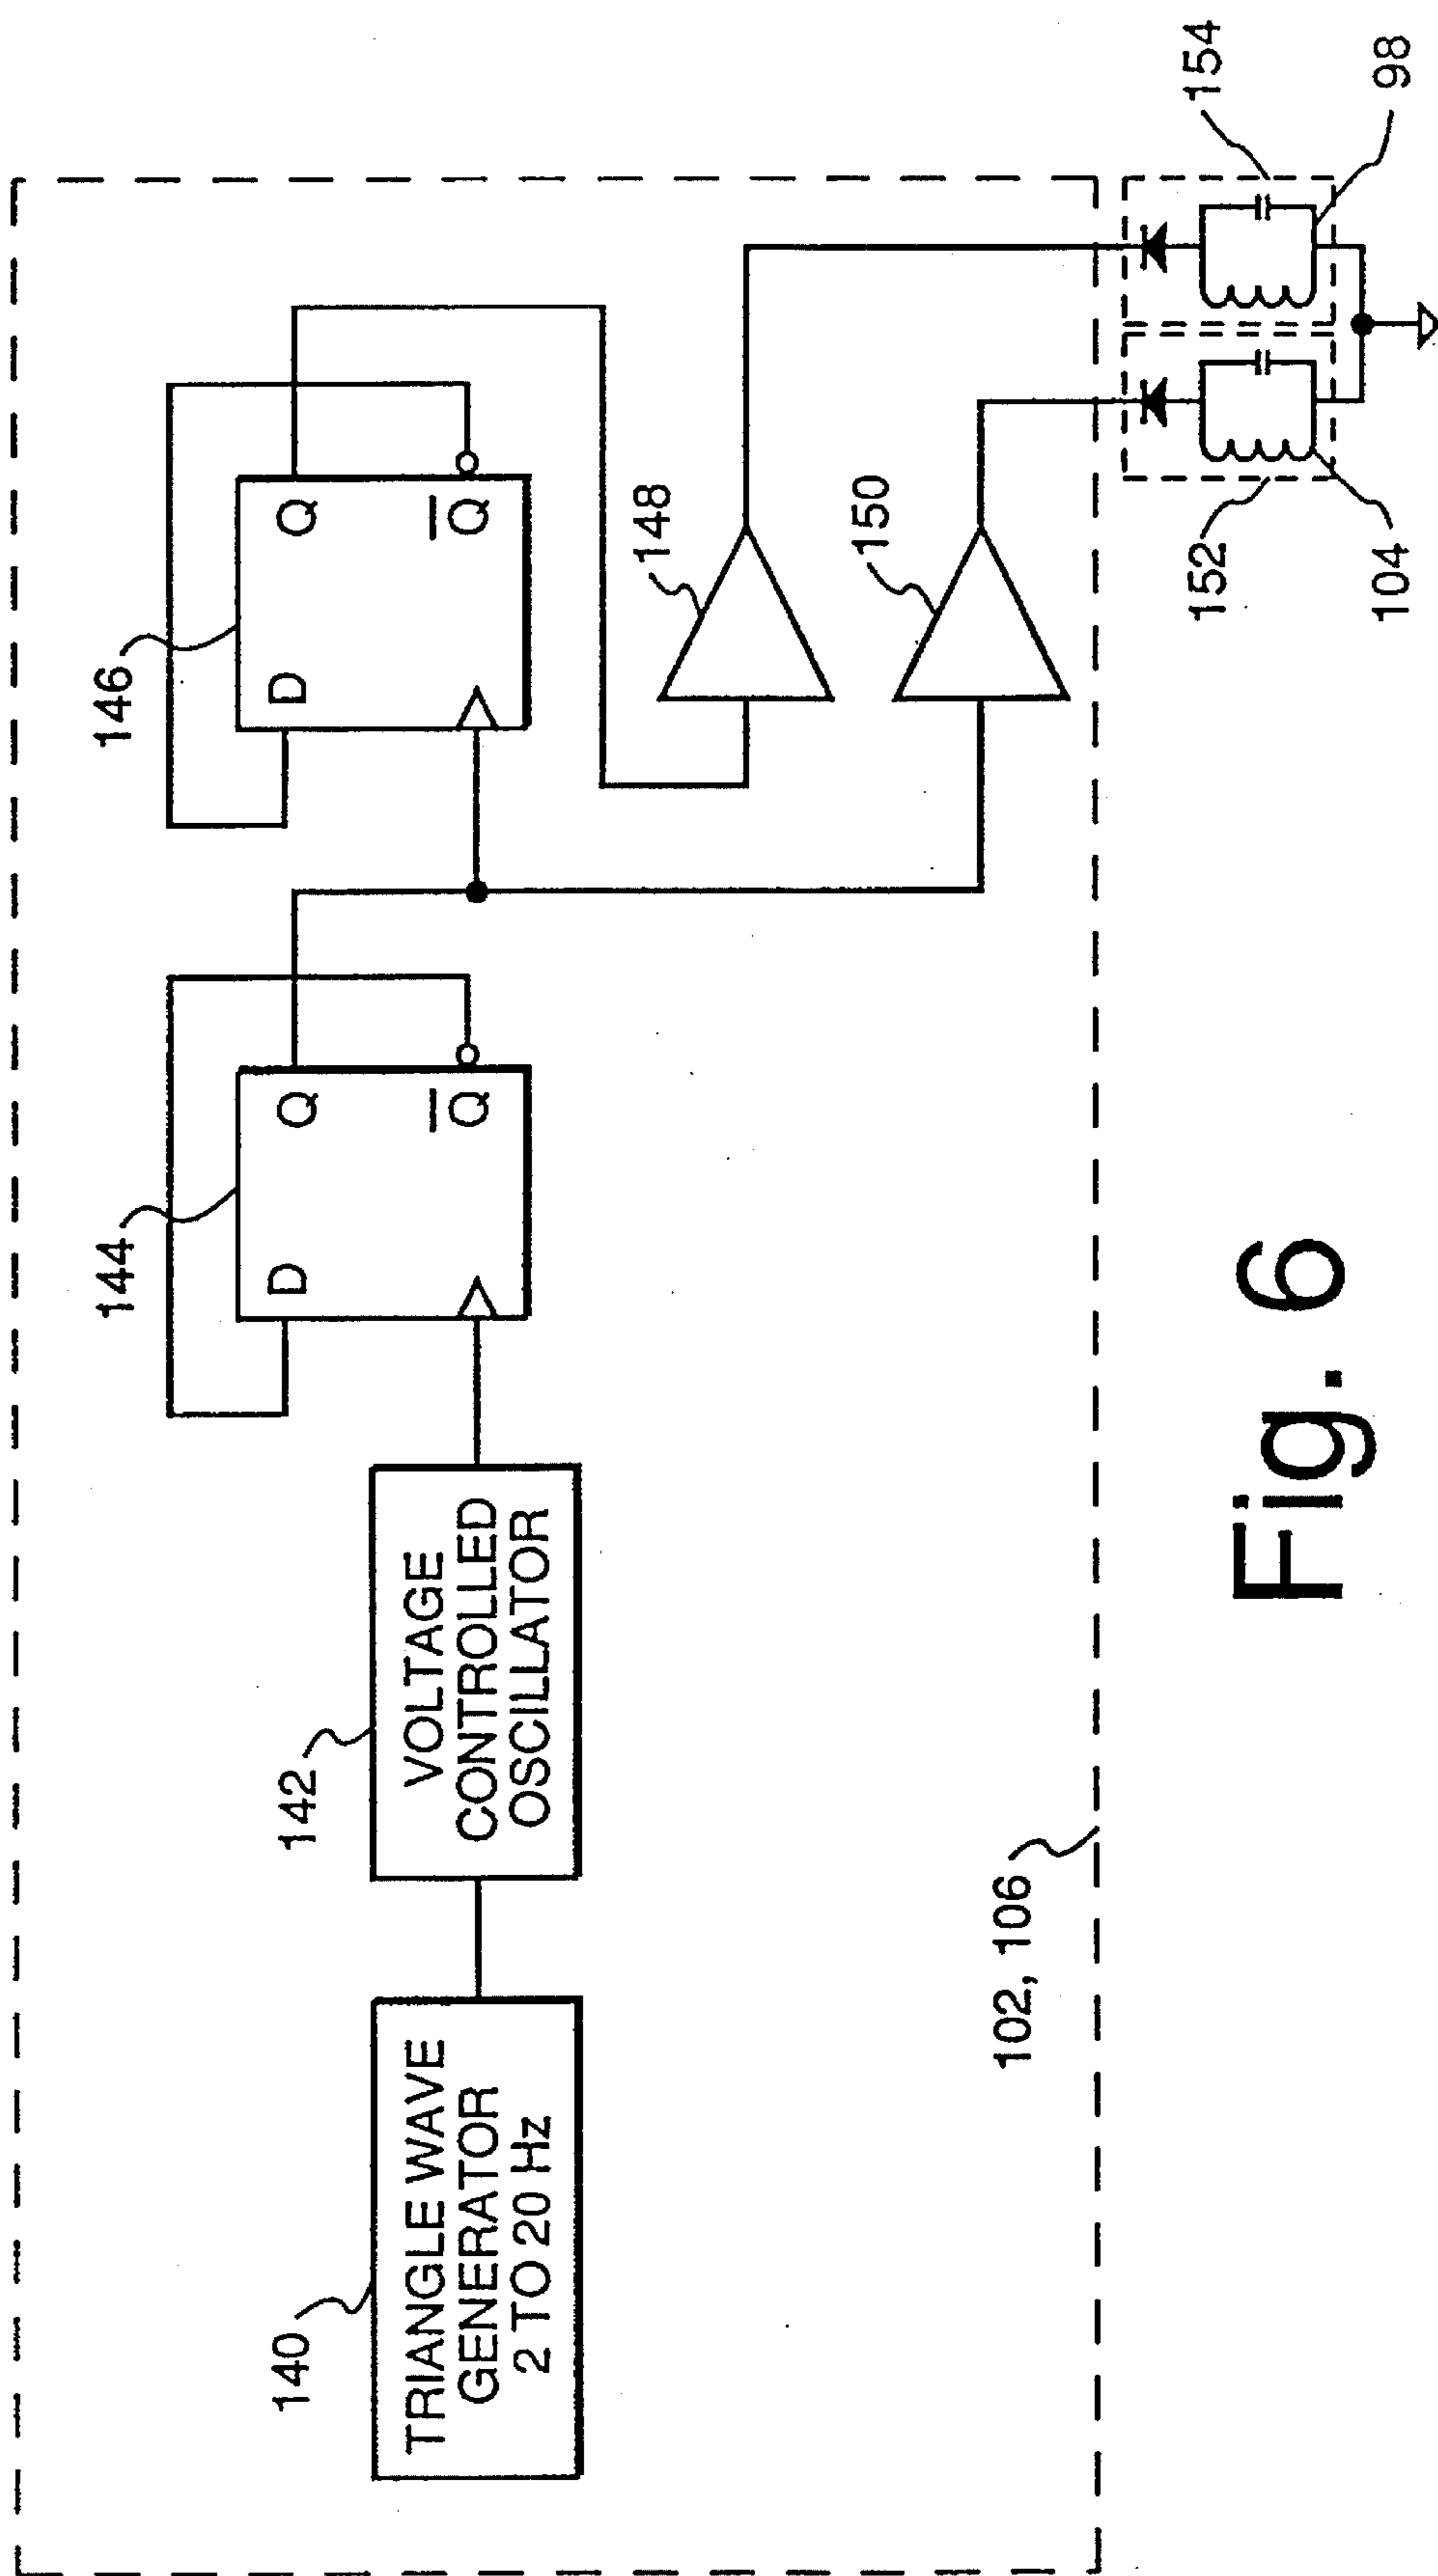 140
TRIANGLE WAVE
GENERATOR
2 TO 20 Hz
142
VOLTAGE
CONTROLLED
OSCILLATOR
144
D
Q
Q
146
D
Q
Q
148
150
102, 106
152
104
154
98
Fig. 6